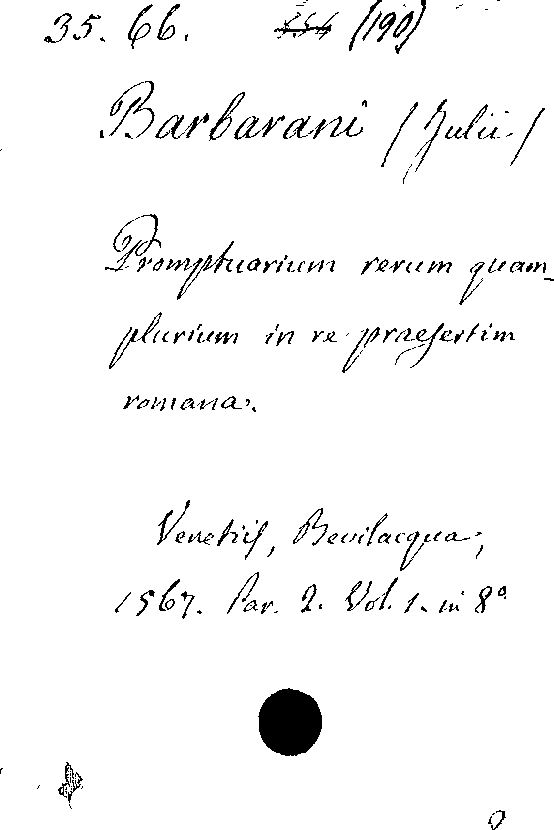 35. 66. (190)
Barbarani (Julii)
Promptuarium rerum quam
plurium in re praesertim
romana.
Venetiis, Bevilacqua,
1567. Par. 2. Vol. 1. in 8°